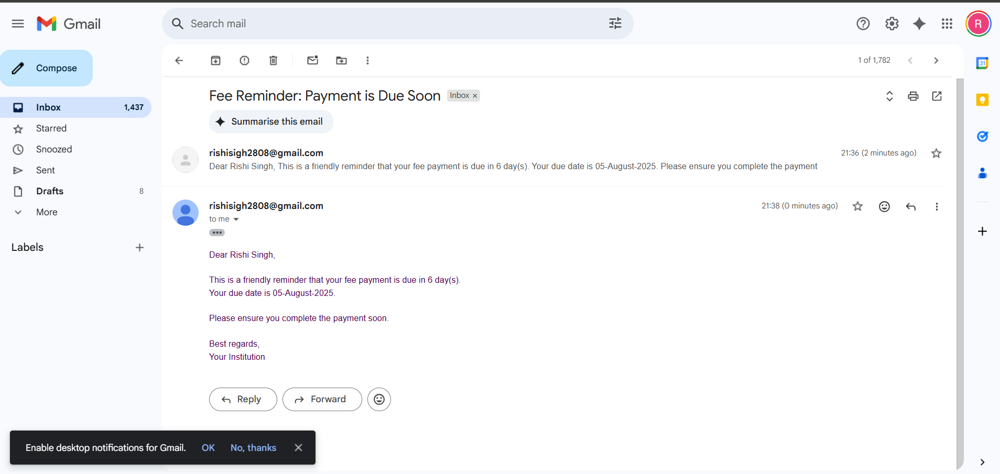 Gmail
Search mail
Compose
Inbox 1,437
Starred
Snoozed
Sent
Drafts 8
More
Labels
1 of 1,782
Fee Reminder: Payment is Due Soon Inbox ×
Summarise this email
rishisigh2808@gmail.com 21:36 (2 minutes ago)
Dear Rishi Singh, This is a friendly reminder that your fee payment is due in 6 day(s). Your due date is 05-August-2025. Please ensure you complete the payment
rishisigh2808@gmail.com 21:38 (0 minutes ago)
to me
Dear Rishi Singh,
This is a friendly reminder that your fee payment is due in 6 day(s).
Your due date is 05-August-2025.
Please ensure you complete the payment soon.
Best regards,
Your Institution
Reply Forward
Enable desktop notifications for Gmail. OK No, thanks
R
31